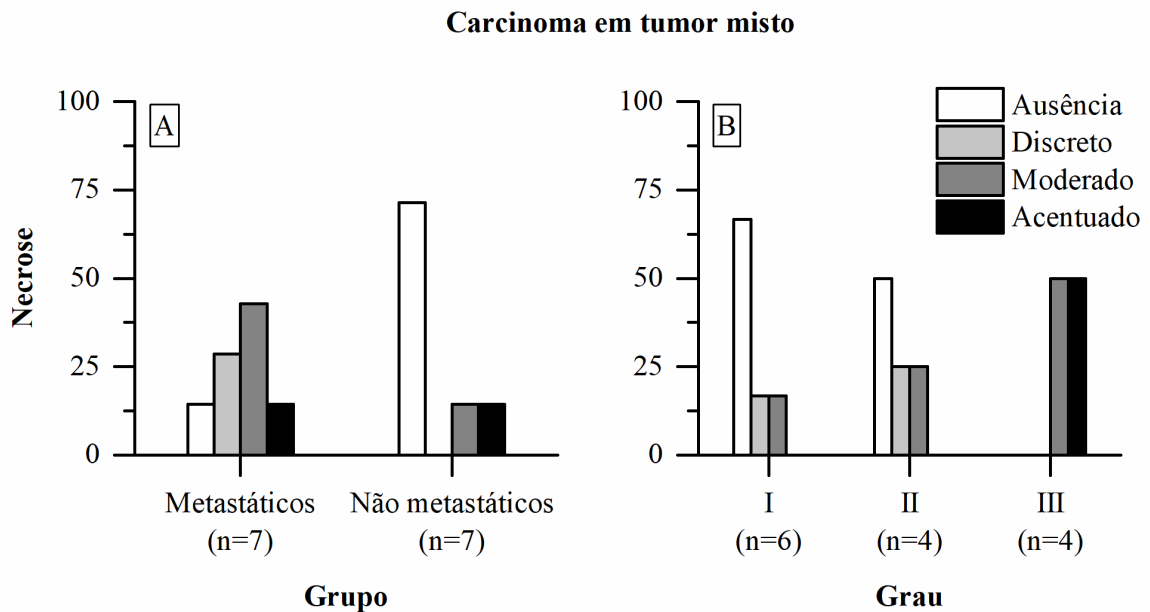 Carcinoma em tumor misto
Necrose
100
75
50
25
0
A
Metastáticos
(n=7)
Não metastáticos
(n=7)
Grupo
100
75
50
25
0
B
Ausência
Discreto
Moderado
Acentuado
I
(n=6)
II
(n=4)
III
(n=4)
Grau